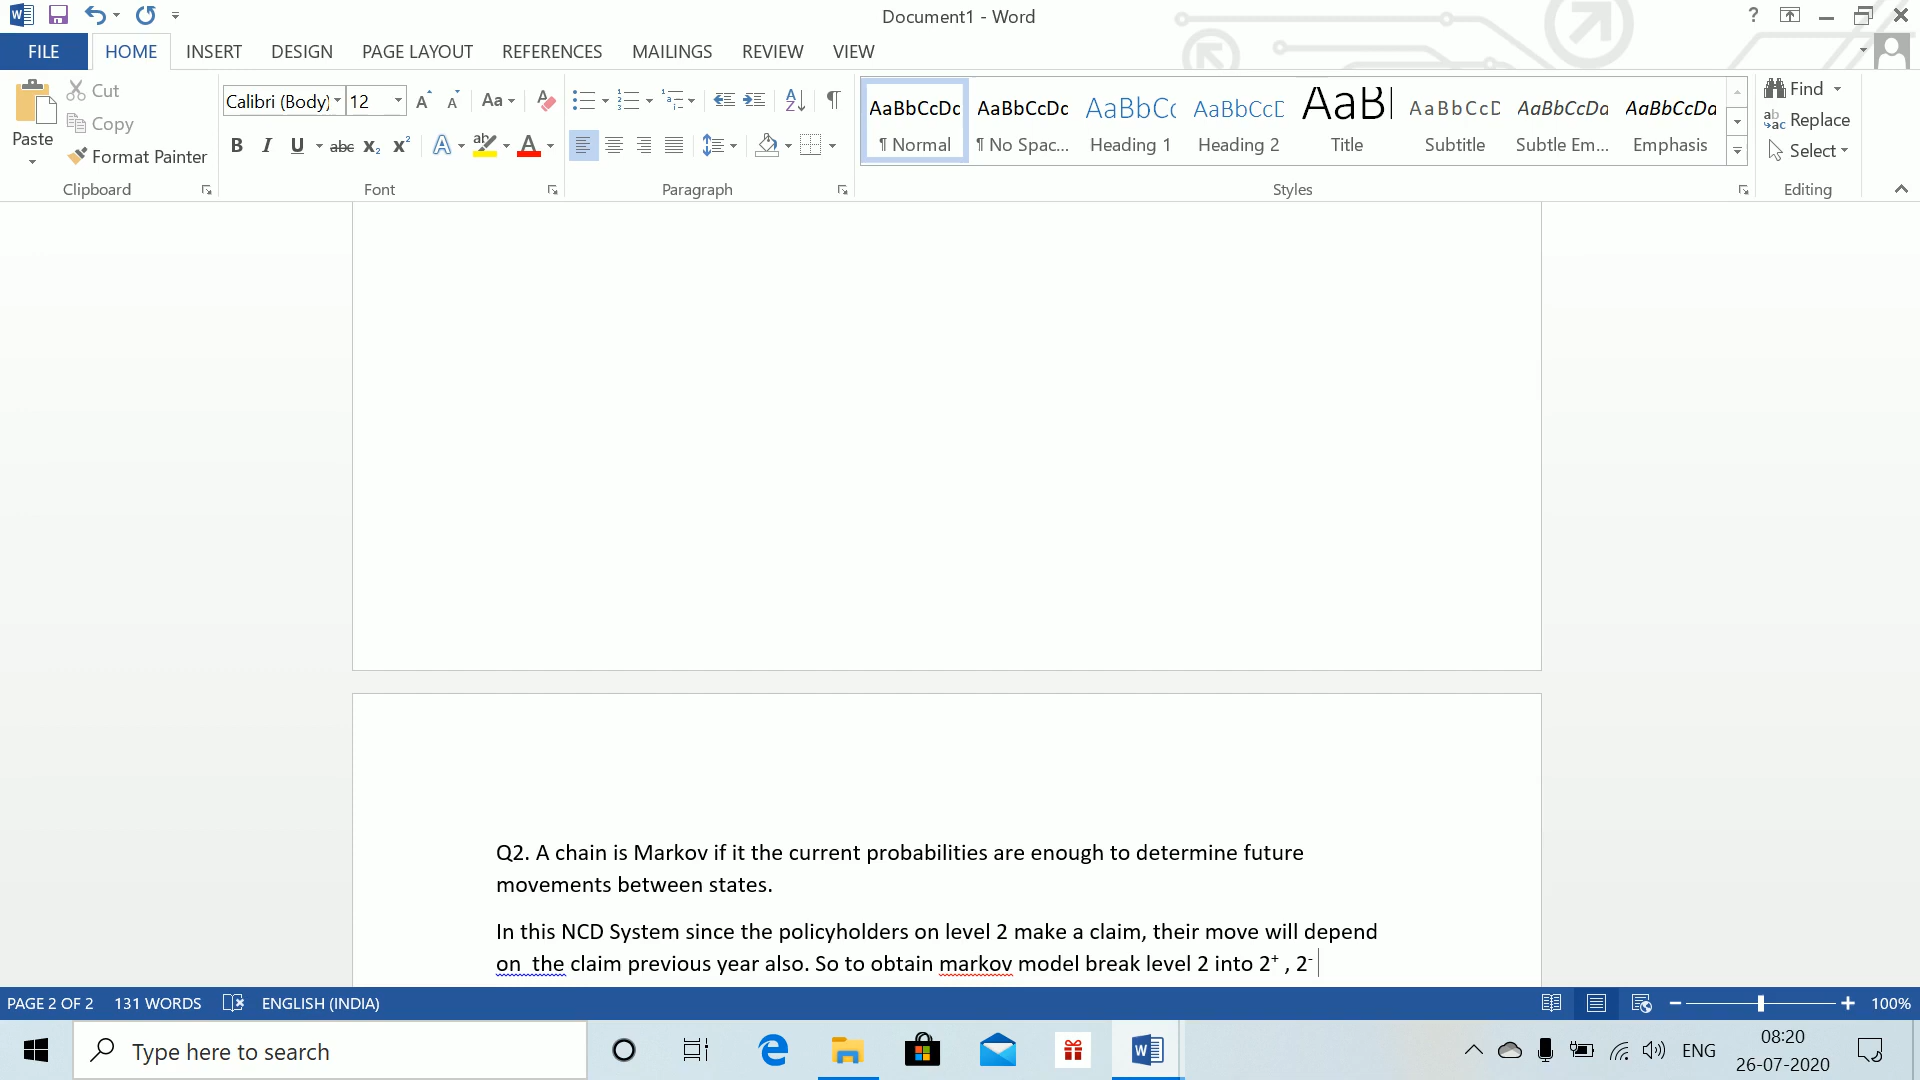 Document1 - Word
FILE HOME INSERT DESIGN PAGE LAYOUT REFERENCES MAILINGS REVIEW VIEW
Paste
Cut
Copy
Format Painter
Clipboard
Calibri (Body) 12
Font
Paragraph
AaBbCcDc AaBbCcDc AaBbCc AaBbCcD AaBl AaBbCcD AaBbCcDa AaBbCcDa
¶ Normal ¶ No Spac... Heading 1 Heading 2 Title Subtitle Subtle Em... Emphasis
Styles
Find
Replace
Select
Editing
Q2. A chain is Markov if it the current probabilities are enough to determine future
movements between states.
In this NCD System since the policyholders on level 2 make a claim, their move will depend
on  the claim previous year also. So to obtain markov model break level 2 into 2⁺ , 2⁻
PAGE 2 OF 2 131 WORDS ENGLISH (INDIA) 100%
Type here to search
ENG
08:20
26-07-2020